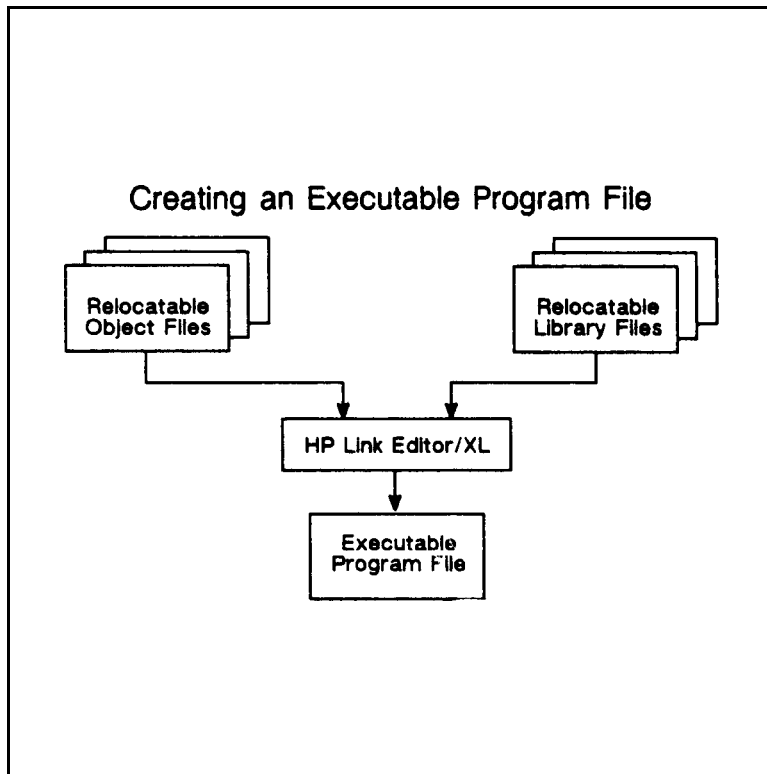 Creating an Executable Program File
Relocatable
Object Files
Relocatable
Library Files
HP Link Editor/XL
Executable
Program File